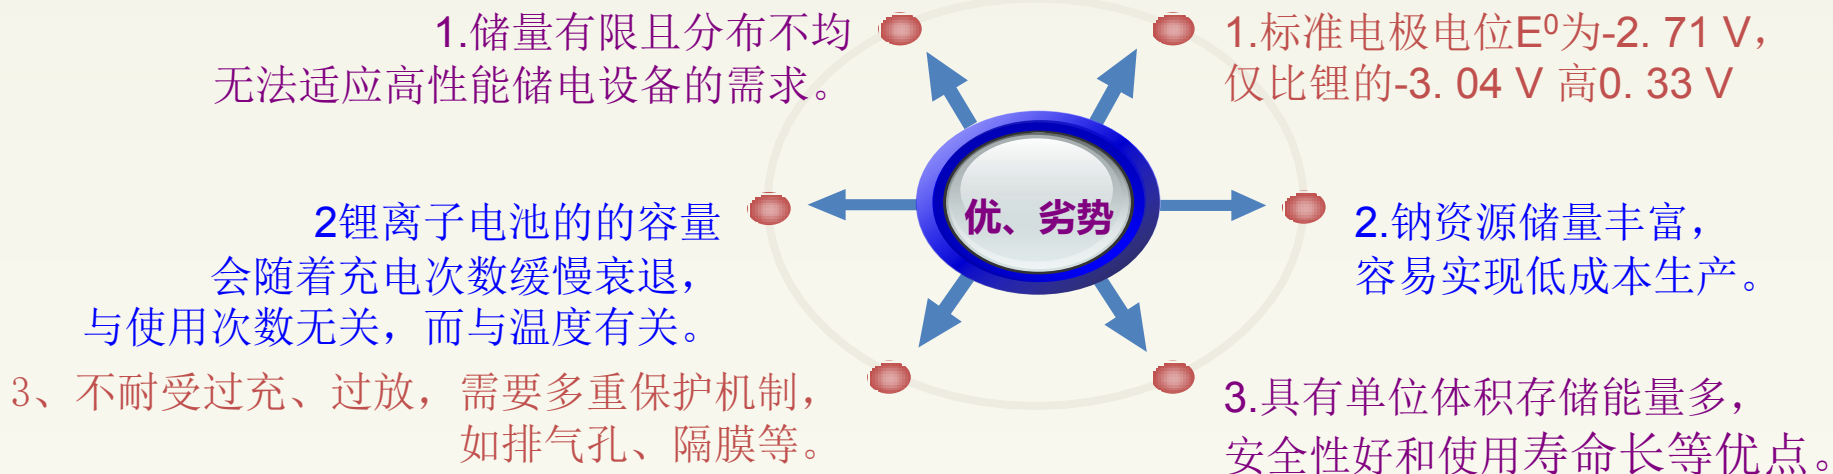 1.储量有限且分布不均
无法适应高性能储电设备的需求。
2锂离子电池的的容量
会随着充电次数缓慢衰退，
与使用次数无关，而与温度有关。
3、不耐受过充、过放，需要多重保护机制，
如排气孔、隔膜等。
优、劣势
1.标准电极电位E⁰为-2. 71 V，
仅比锂的-3. 04 V 高0. 33 V
2.钠资源储量丰富，
容易实现低成本生产。
3.具有单位体积存储能量多，
安全性好和使用寿命长等优点。